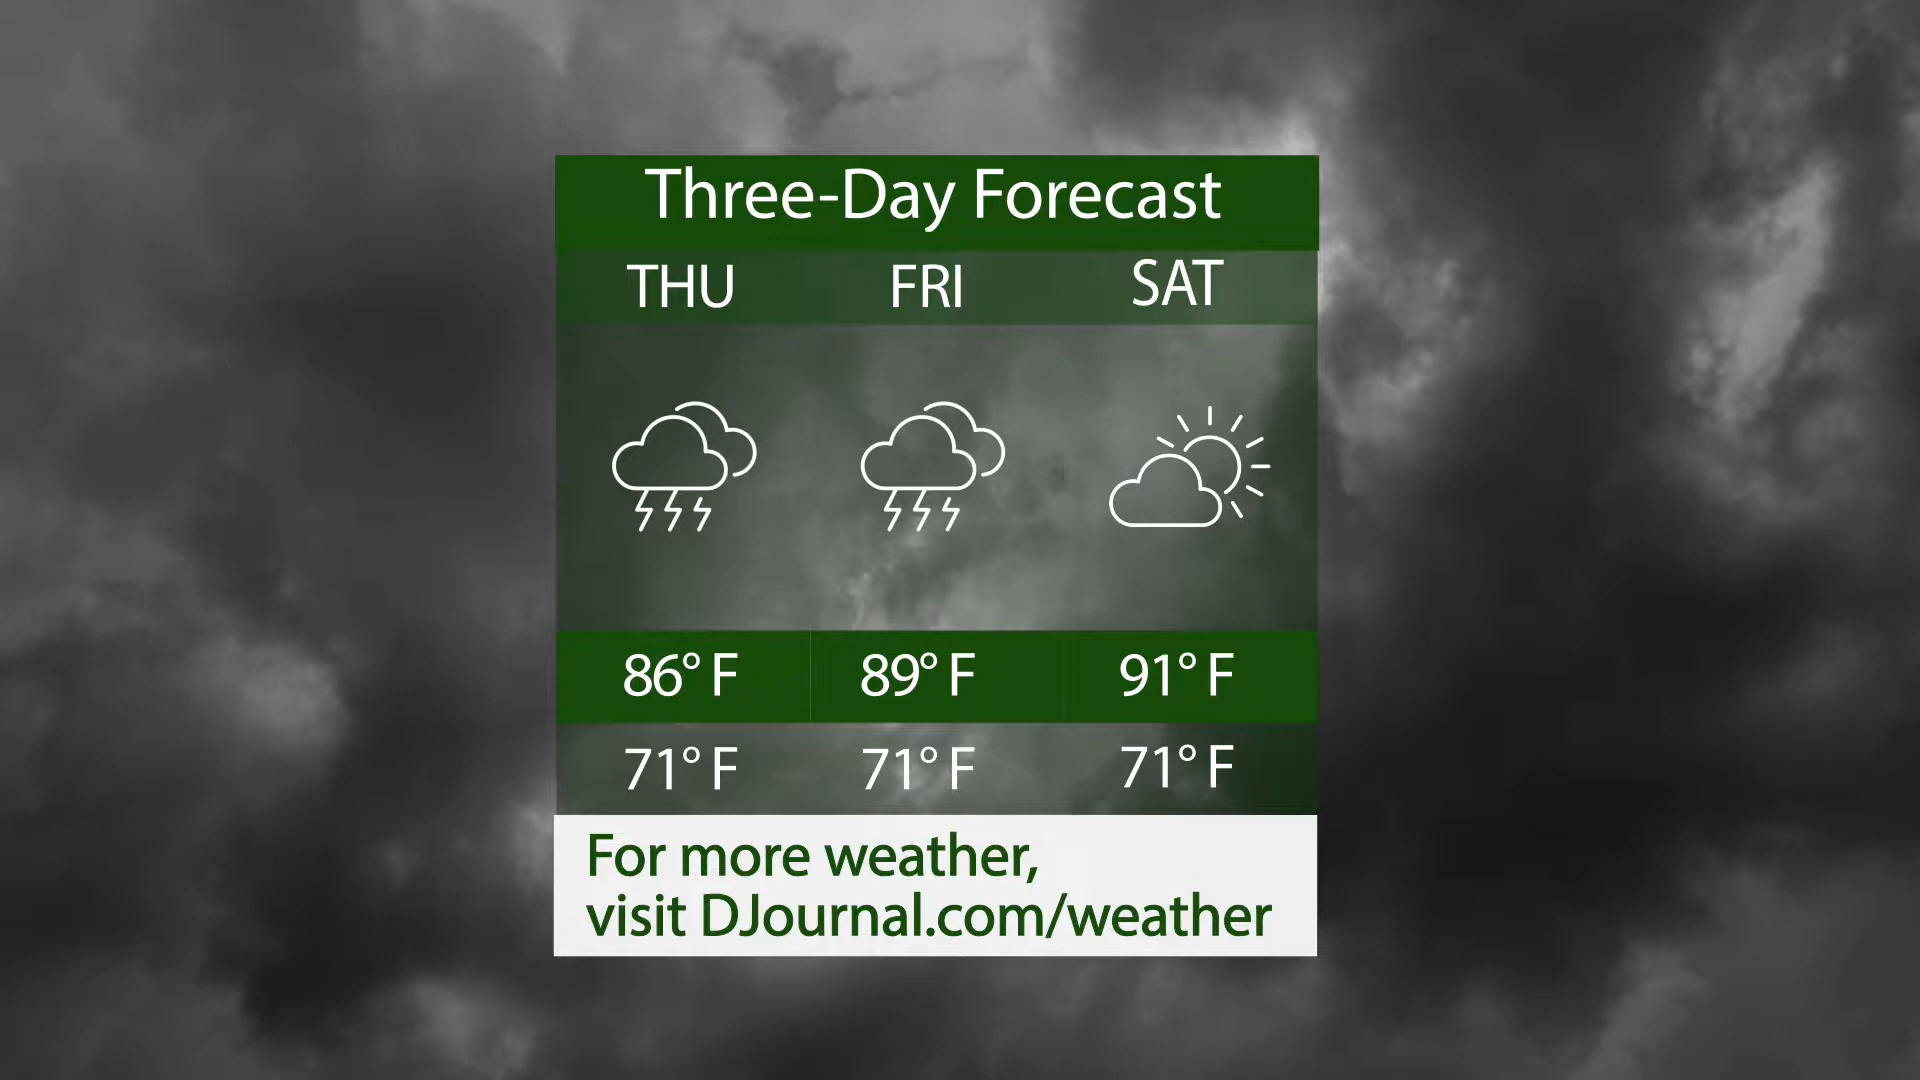 Three-Day Forecast
THU FRI SAT
86° F 89° F 91° F
71° F 71° F 71° F
For more weather,
visit DJournal.com/weather